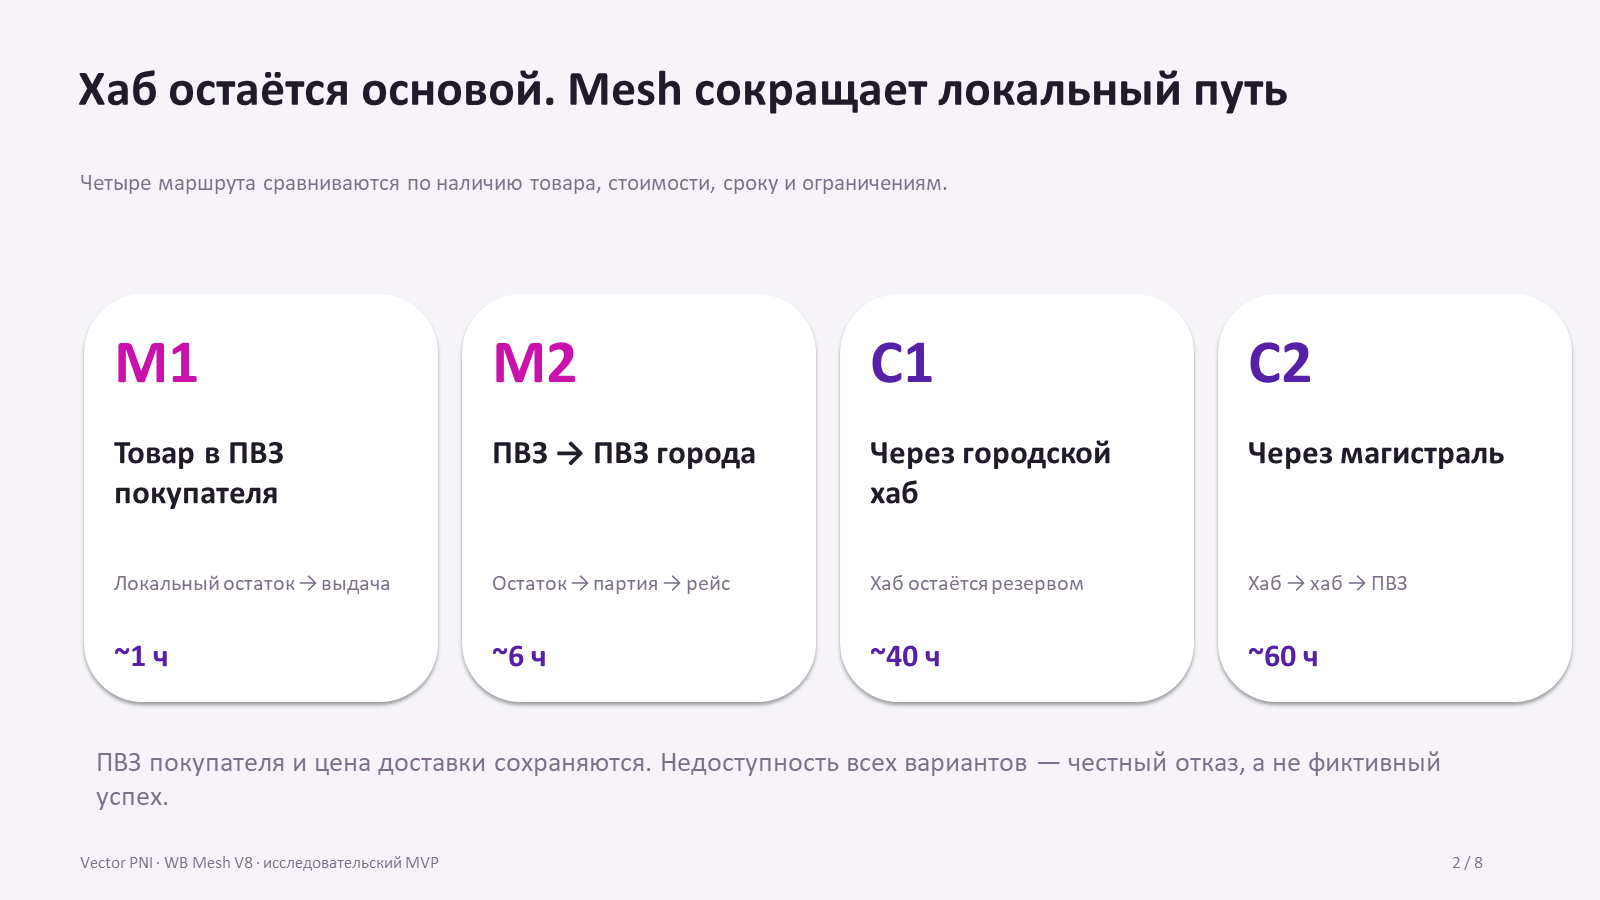 Хаб остаётся основой. Mesh сокращает локальный путь
Четыре маршрута сравниваются по наличию товара, стоимости, сроку и ограничениям.
M1
Товар в ПВЗ
покупателя
Локальный остаток → выдача
~1 ч
M2
ПВЗ → ПВЗ города
Остаток → партия → рейс
~6 ч
C1
Через городской
хаб
Хаб остаётся резервом
~40 ч
C2
Через магистраль
Хаб → хаб → ПВЗ
~60 ч
ПВЗ покупателя и цена доставки сохраняются. Недоступность всех вариантов — честный отказ, а не фиктивный
успех.
Vector PNI · WB Mesh V8 · исследовательский MVP
2 / 8